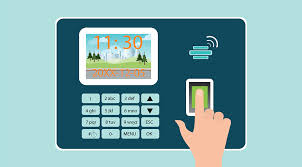 11:30
1 2 abc 3 def
4 ghi 5 jkl 6 mno
7 pqrs 8 tuv 9 wxyz ESC
0 MENU OK